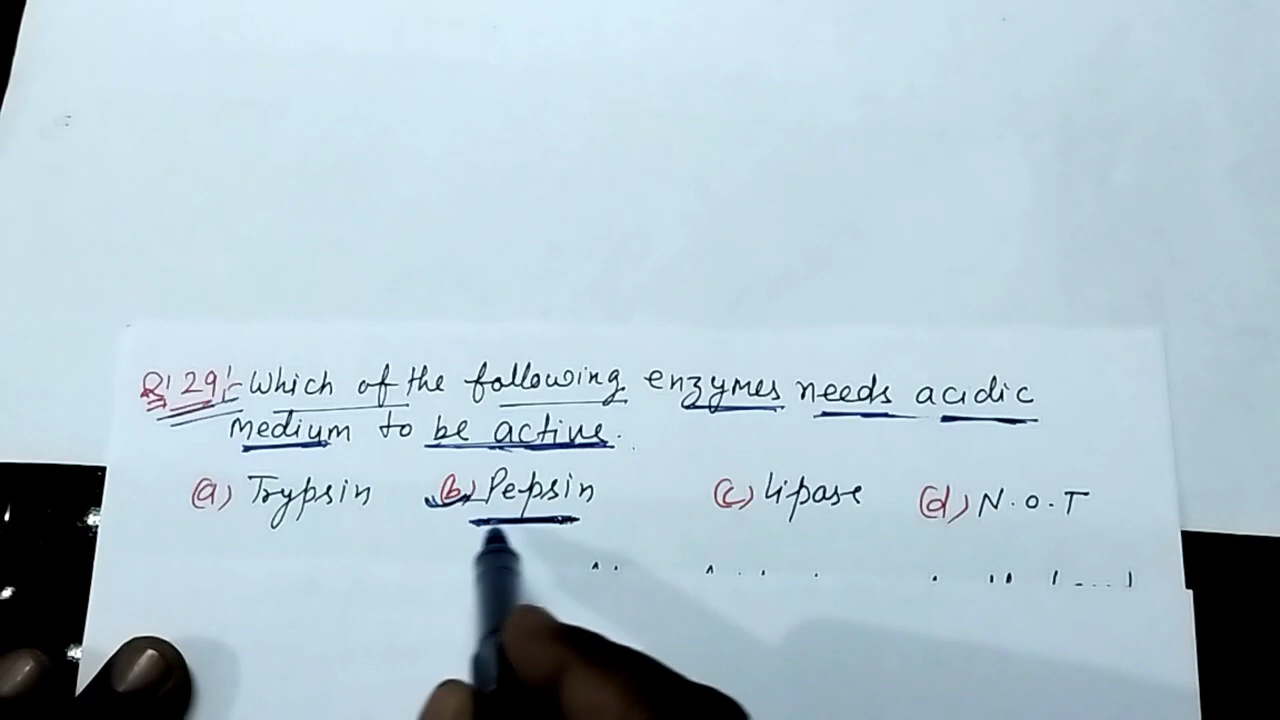 Q:29:- Which of the following enzymes needs acidic
medium to be active.
(a) Trypsin (b) Pepsin (c) Lipase (d) N.O.T